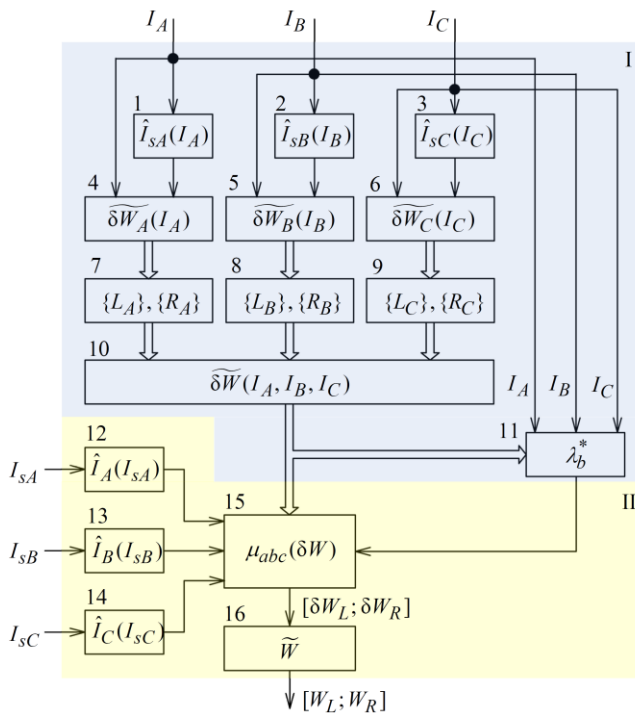 I_A I_B I_C
I
1 2 3
Î_sA(I_A) Î_sB(I_B) Î_sC(I_C)
4 5 6
δW̃_A(I_A) δW̃_B(I_B) δW̃_C(I_C)
7 8 9
{L_A}, {R_A} {L_B}, {R_B} {L_C}, {R_C}
10
δW̃(I_A, I_B, I_C) I_A I_B I_C
11
λ_b^*
12
I_sA Î_A(I_sA)
II
13 15
I_sB Î_B(I_sB) μ_abc(δW)
14
I_sC Î_C(I_sC) [δW_L; δW_R]
16
W̃
[W_L; W_R]